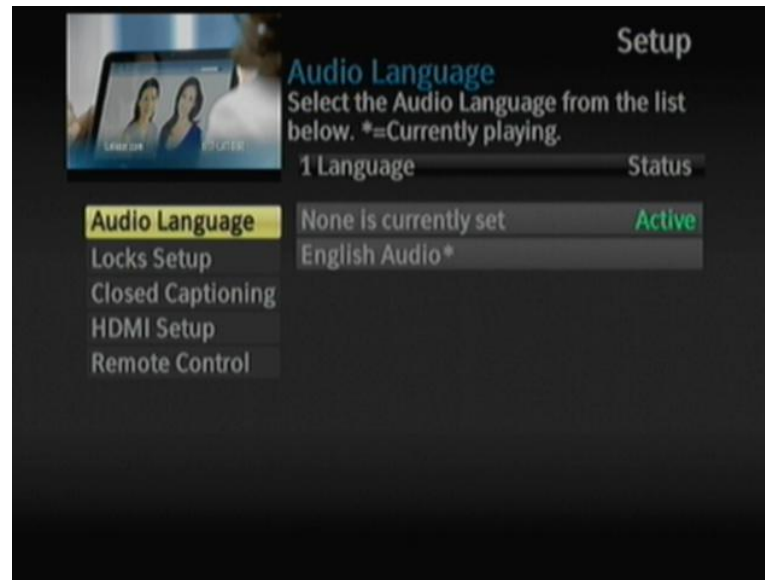 Setup
Audio Language
Select the Audio Language from the list
below. *=Currently playing.
1 Language Status
Audio Language
Locks Setup
Closed Captioning
HDMI Setup
Remote Control
None is currently set Active
English Audio*